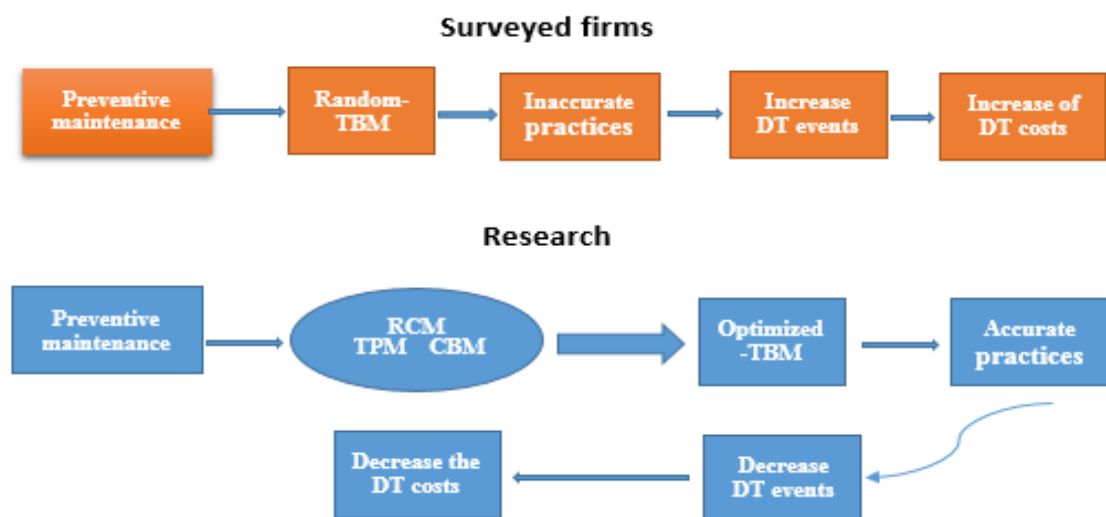 Surveyed firms
Preventive
maintenance
Random-
TBM
Inaccurate
practices
Increase
DT events
Increase of
DT costs
Research
Preventive
maintenance
RCM
TPM CBM
Optimized
-TBM
Accurate
practices
Decrease the
DT costs
Decrease
DT events